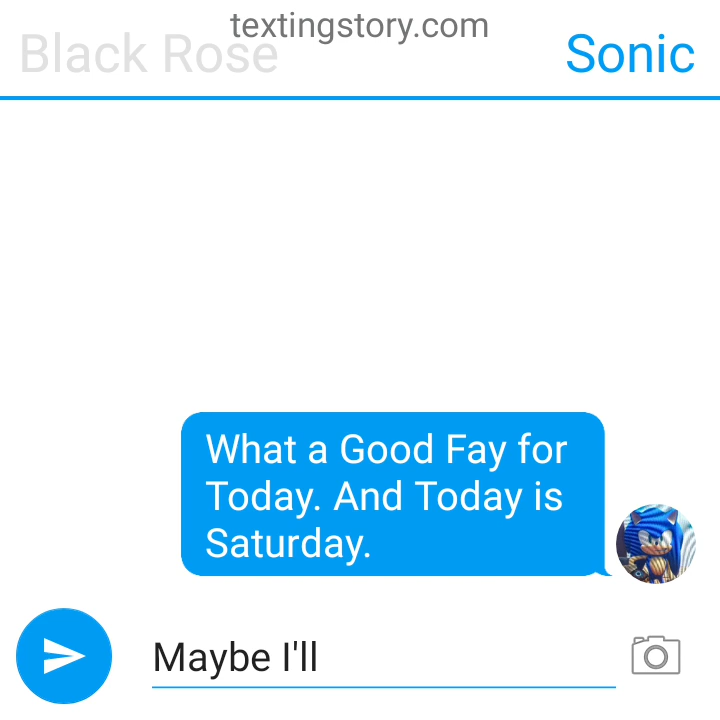 textingstory.com
Black Rose
Sonic
What a Good Fay for
Today. And Today is
Saturday.
Maybe I'll